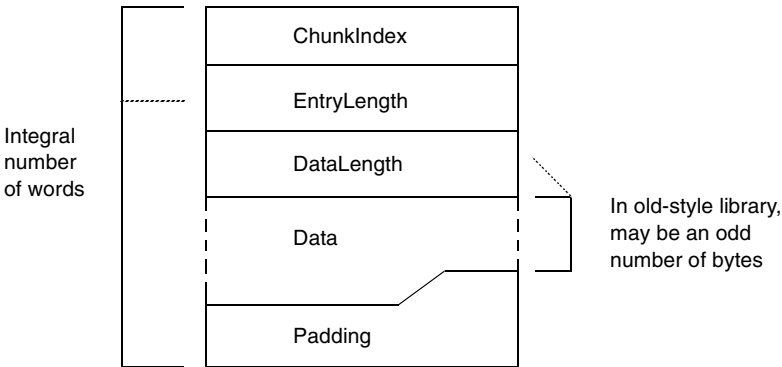 ChunkIndex
EntryLength
DataLength
Data
Padding
Integral
number
of words
In old-style library,
may be an odd
number of bytes